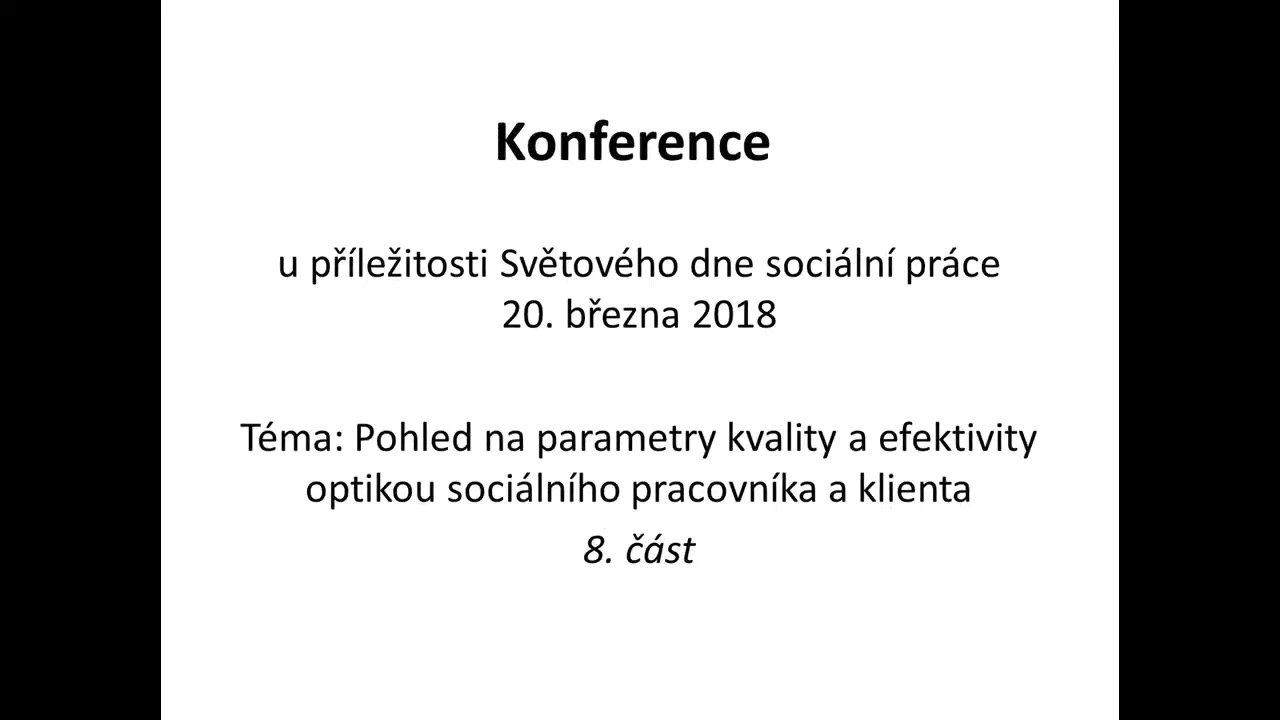 Konference
u příležitosti Světového dne sociální práce
20. března 2018
Téma: Pohled na parametry kvality a efektivity
optikou sociálního pracovníka a klienta
8. část